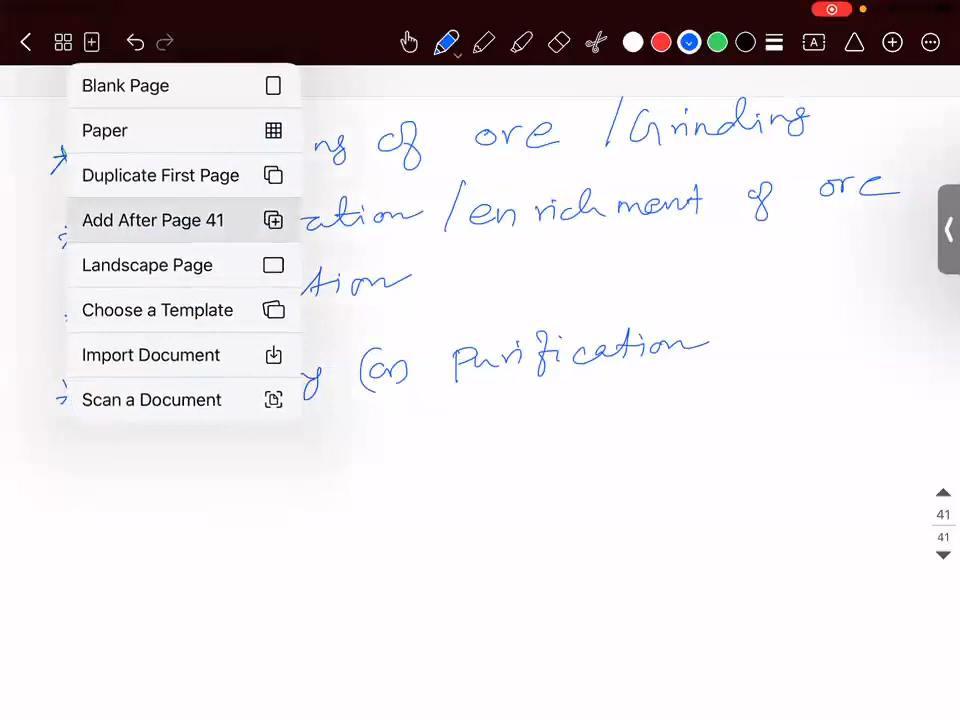 Blank Page
Paper
Duplicate First Page
Add After Page 41
Landscape Page
Choose a Template
Import Document
Scan a Document
ng of ore / Grinding
ation / enrichment of ore
tion
y (or) Purification
41
41
A